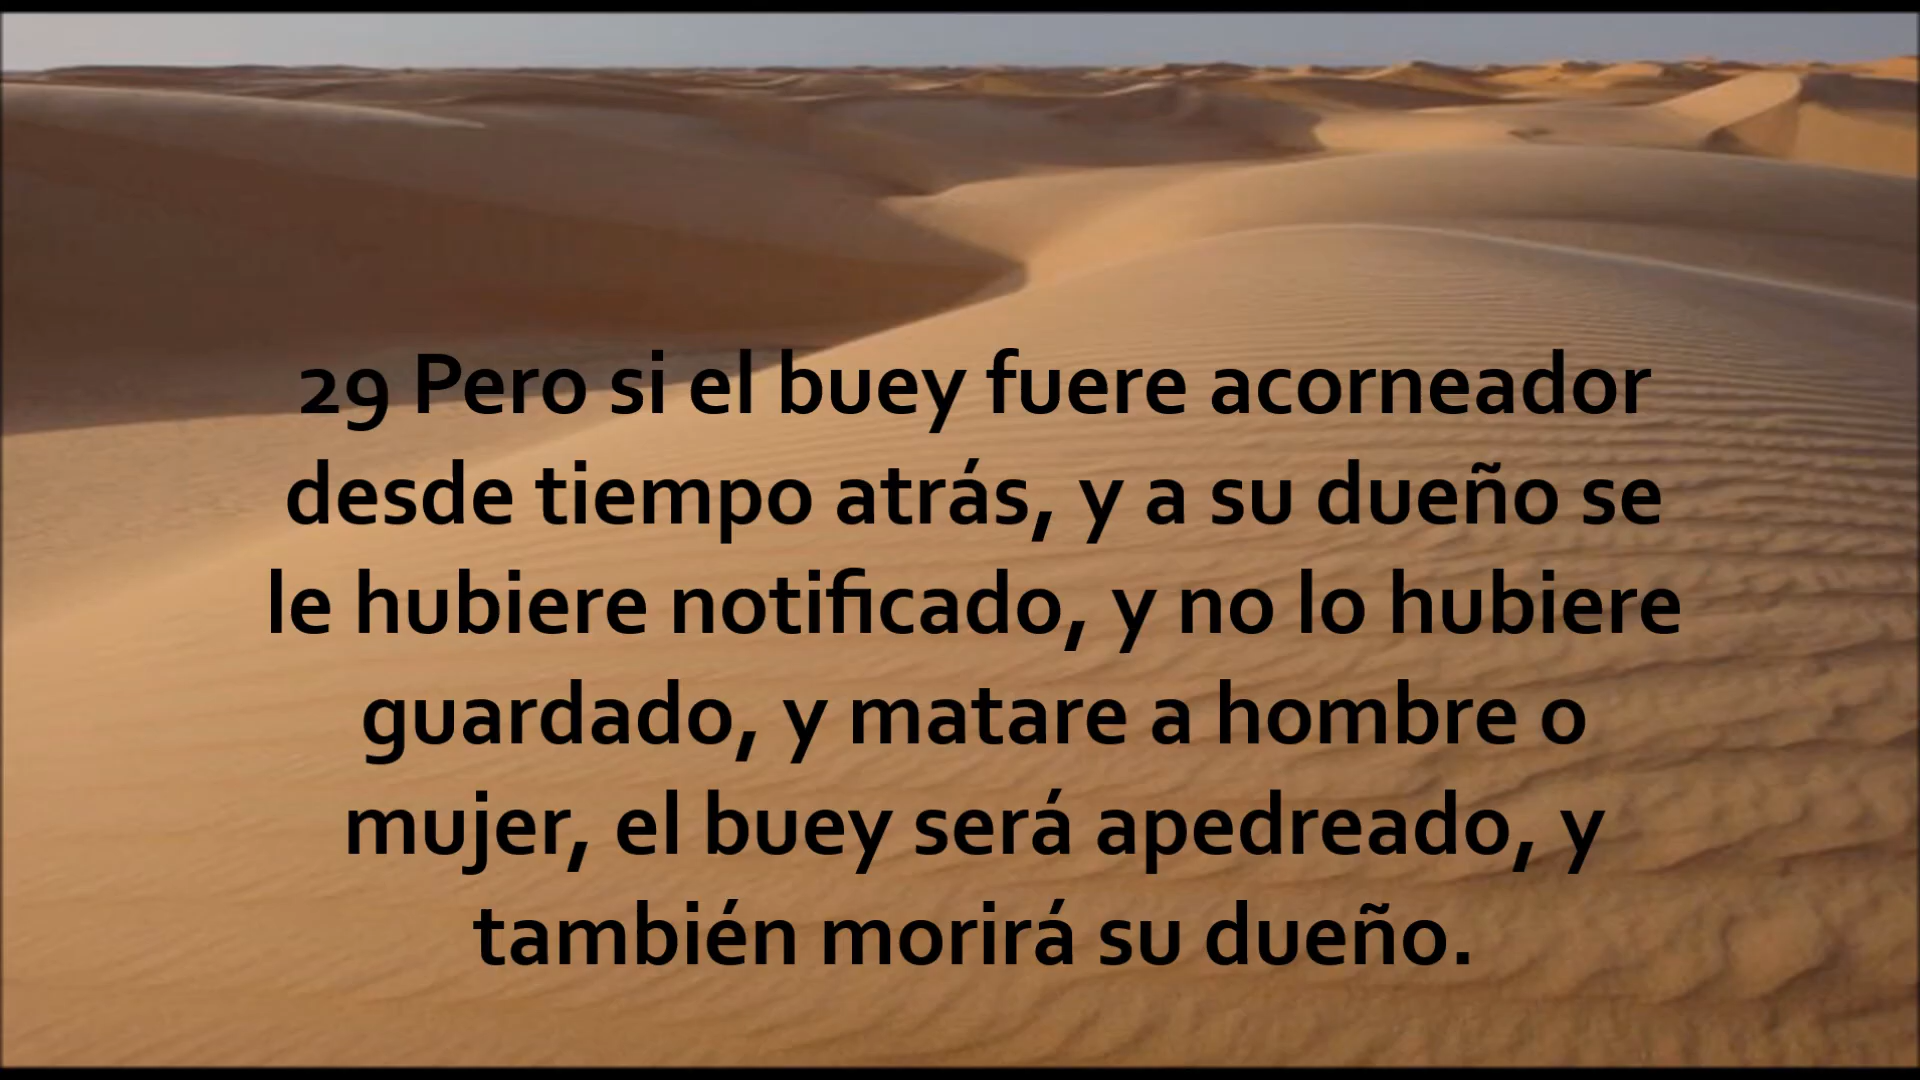 29 Pero si el buey fuere acorneador
desde tiempo atrás, y a su dueño se
le hubiere notificado, y no lo hubiere
guardado, y matare a hombre o
mujer, el buey será apedreado, y
también morirá su dueño.